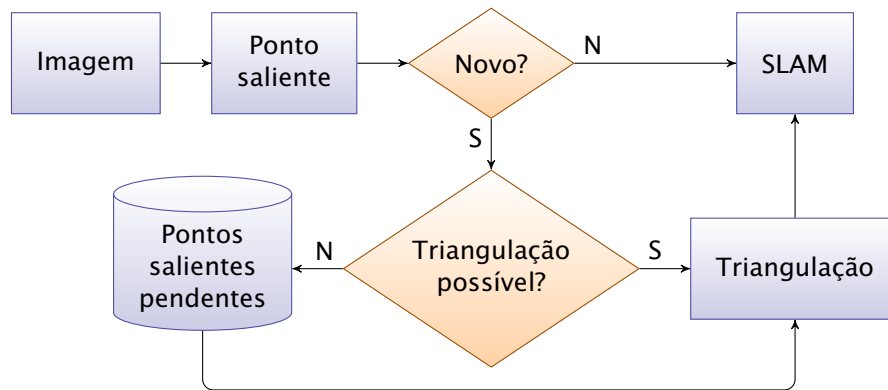 Imagem
Ponto
saliente
Novo?
N
SLAM
S
Pontos
salientes
pendentes
N
Triangulação
possível?
S
Triangulação